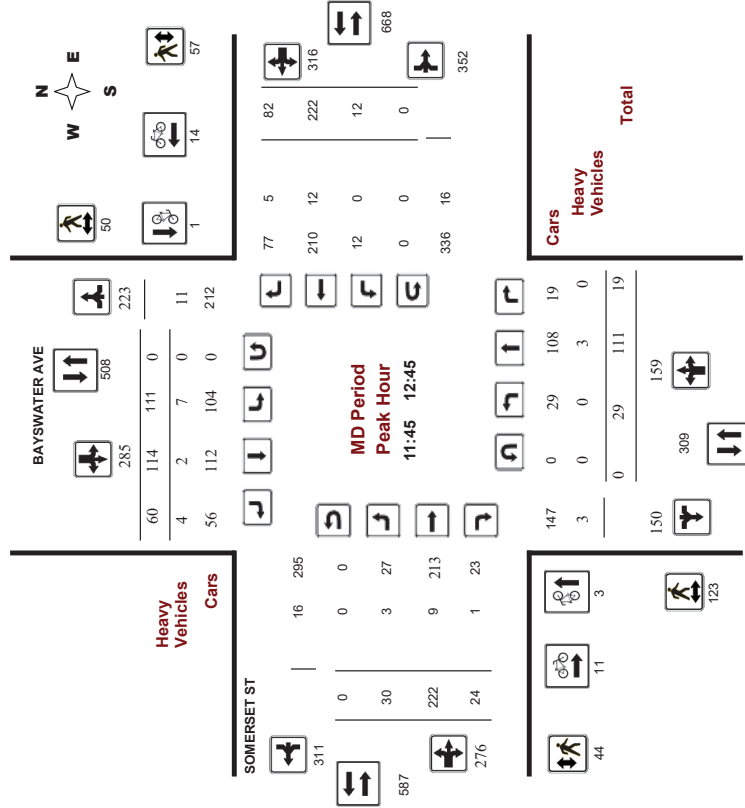 N
W E
S
50
57
1
14
BAYSWATER AVE
508
285
223
60 114 111 0
4 2 7 0 11
56 112 104 0 212
Heavy
Vehicles
Cars
SOMERSET ST
16 295
0 0 0
30 3 27
222 9 213
24 1 23
311
587
276
MD Period
Peak Hour
11:45 12:45
77 5 82
210 12 222
12 0 12
0 0 0
336 16
316
668
352
147 0 29 108 19 Cars
3 0 0 3 0 Heavy
Vehicles
0 29 111 19 Total
150
159
309
44
11
3
123